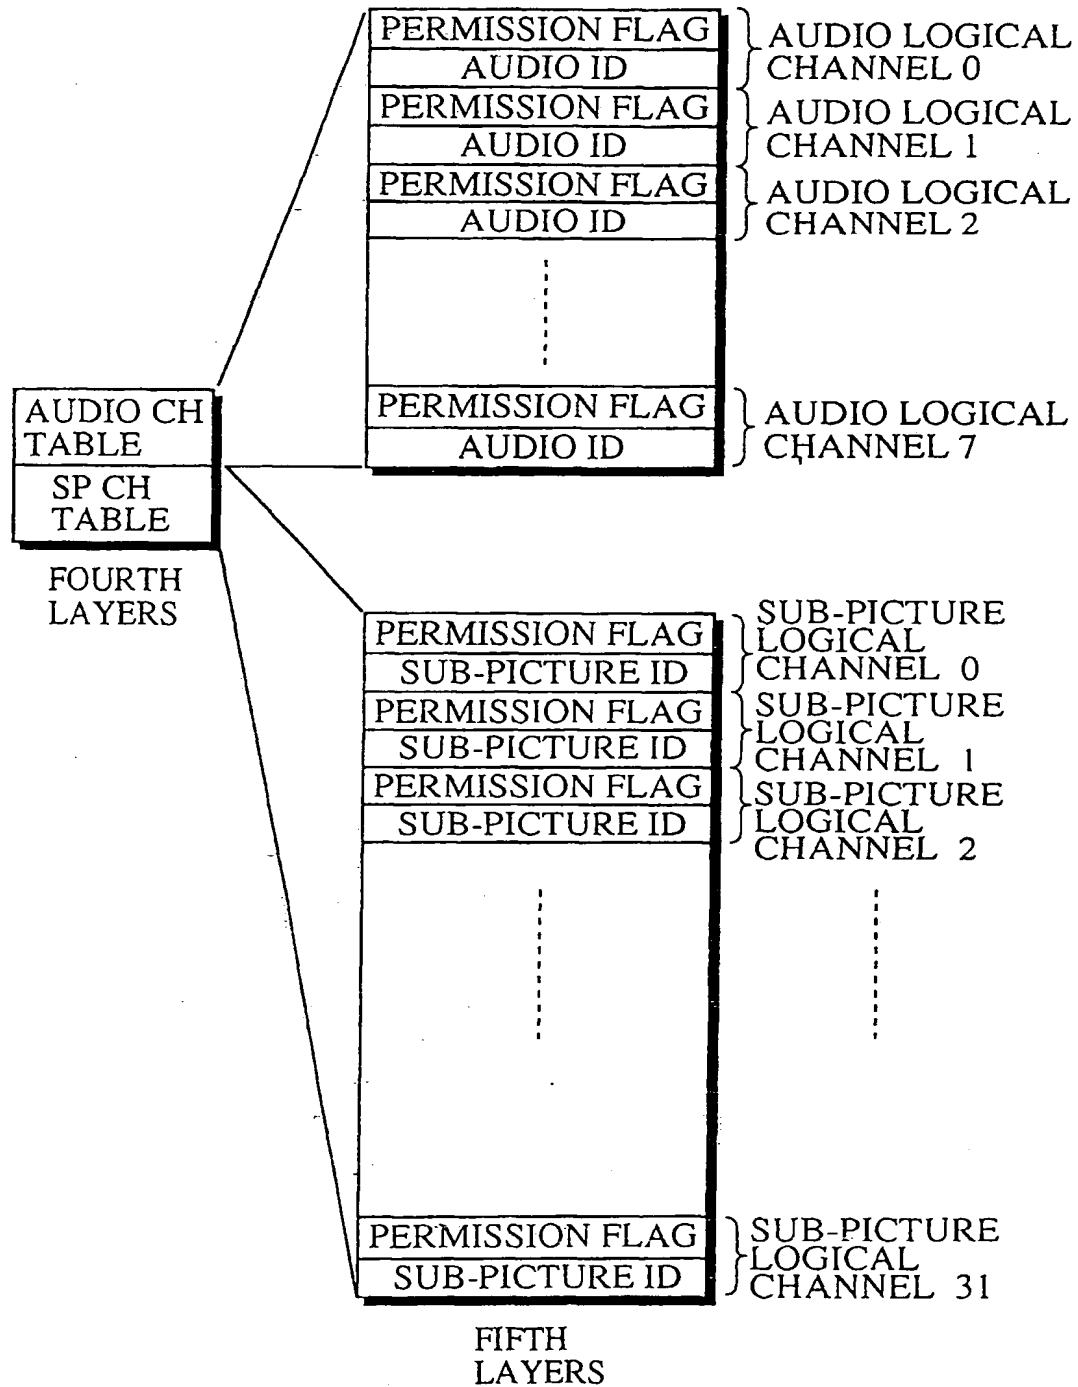 PERMISSION FLAG
AUDIO ID
AUDIO LOGICAL
CHANNEL 0
PERMISSION FLAG
AUDIO ID
AUDIO LOGICAL
CHANNEL 1
PERMISSION FLAG
AUDIO ID
AUDIO LOGICAL
CHANNEL 2
PERMISSION FLAG
AUDIO ID
AUDIO LOGICAL
CHANNEL 7
AUDIO CH
TABLE
SP CH
TABLE
FOURTH
LAYERS
PERMISSION FLAG
SUB-PICTURE ID
SUB-PICTURE
LOGICAL
CHANNEL 0
PERMISSION FLAG
SUB-PICTURE ID
SUB-PICTURE
LOGICAL
CHANNEL 1
PERMISSION FLAG
SUB-PICTURE ID
SUB-PICTURE
LOGICAL
CHANNEL 2
PERMISSION FLAG
SUB-PICTURE ID
SUB-PICTURE
LOGICAL
CHANNEL 31
FIFTH
LAYERS